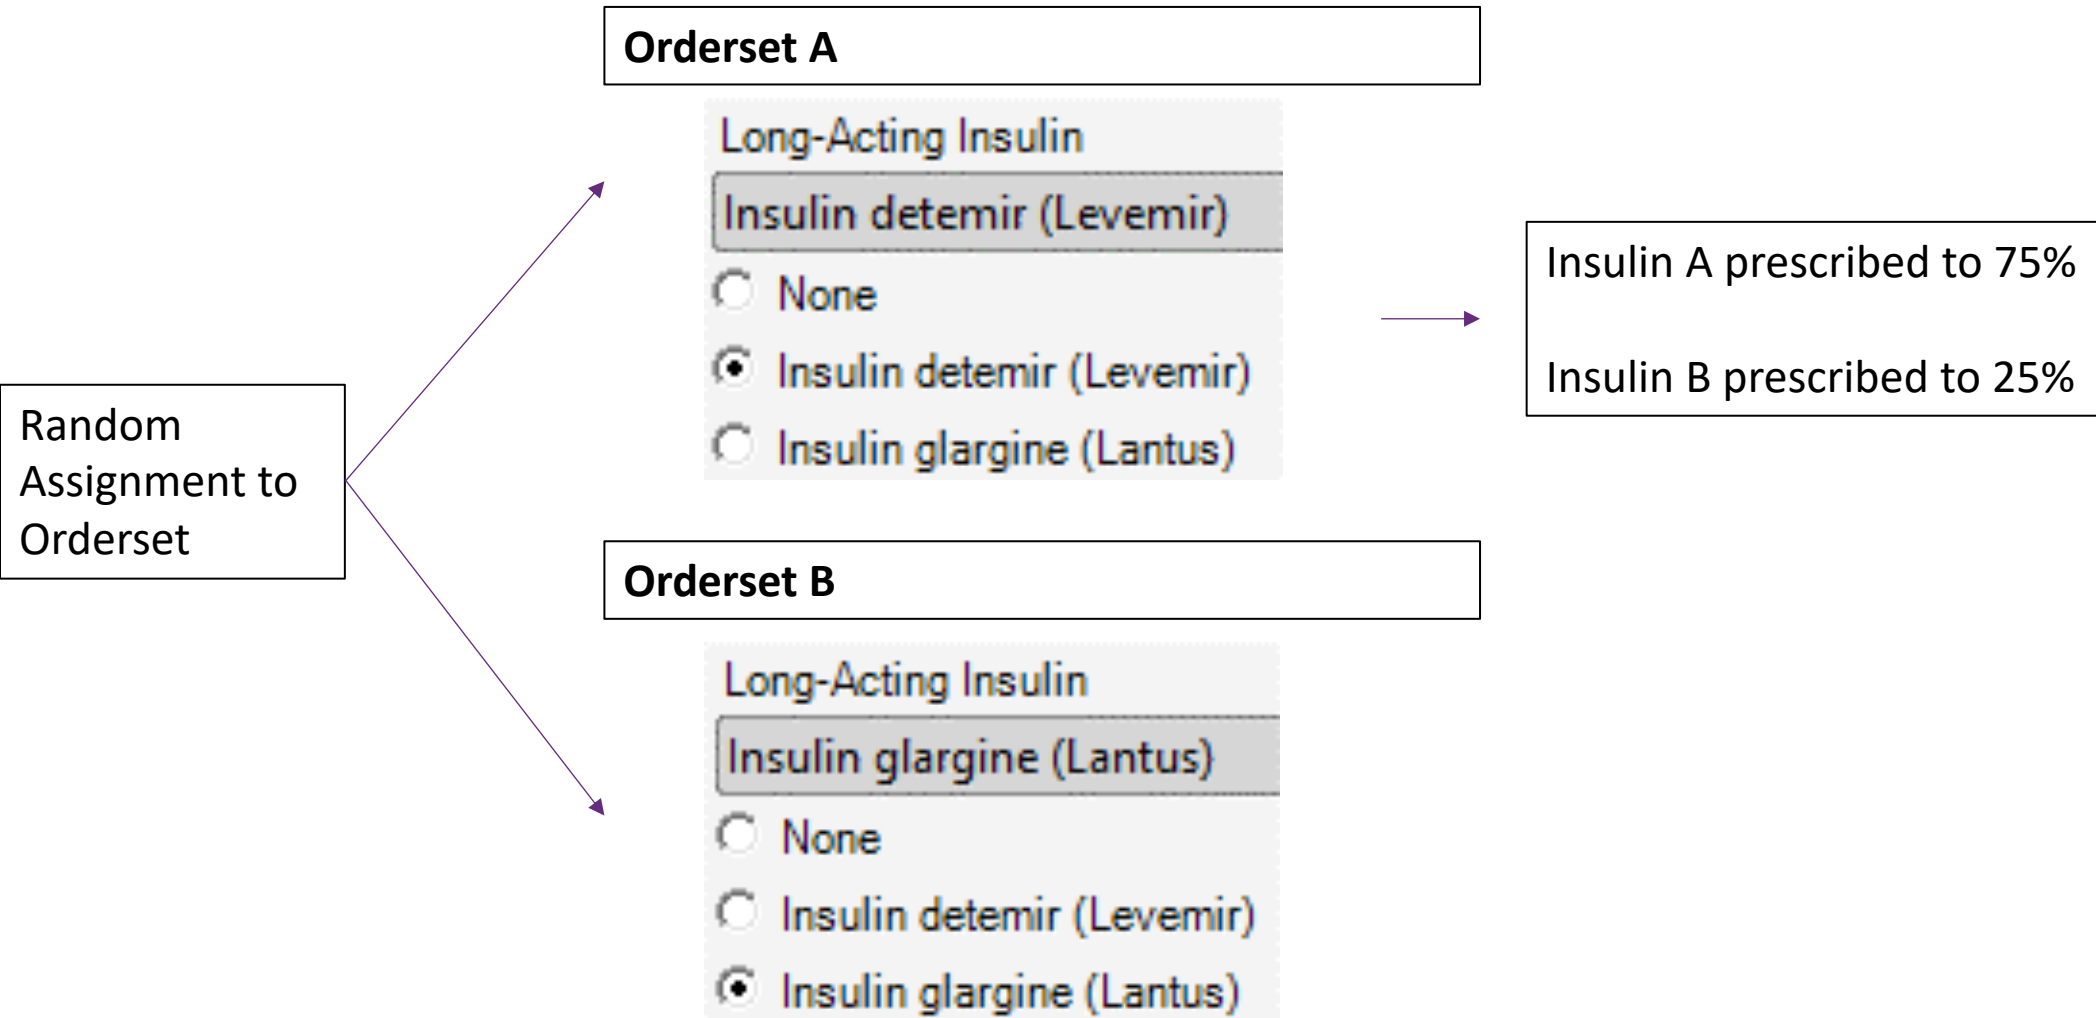 Random
Assignment to
Orderset
Orderset A
Long-Acting Insulin
Insulin detemir (Levemir)
None
Insulin detemir (Levemir)
Insulin glargine (Lantus)
Insulin A prescribed to 75%
Insulin B prescribed to 25%
Orderset B
Long-Acting Insulin
Insulin glargine (Lantus)
None
Insulin detemir (Levemir)
Insulin glargine (Lantus)